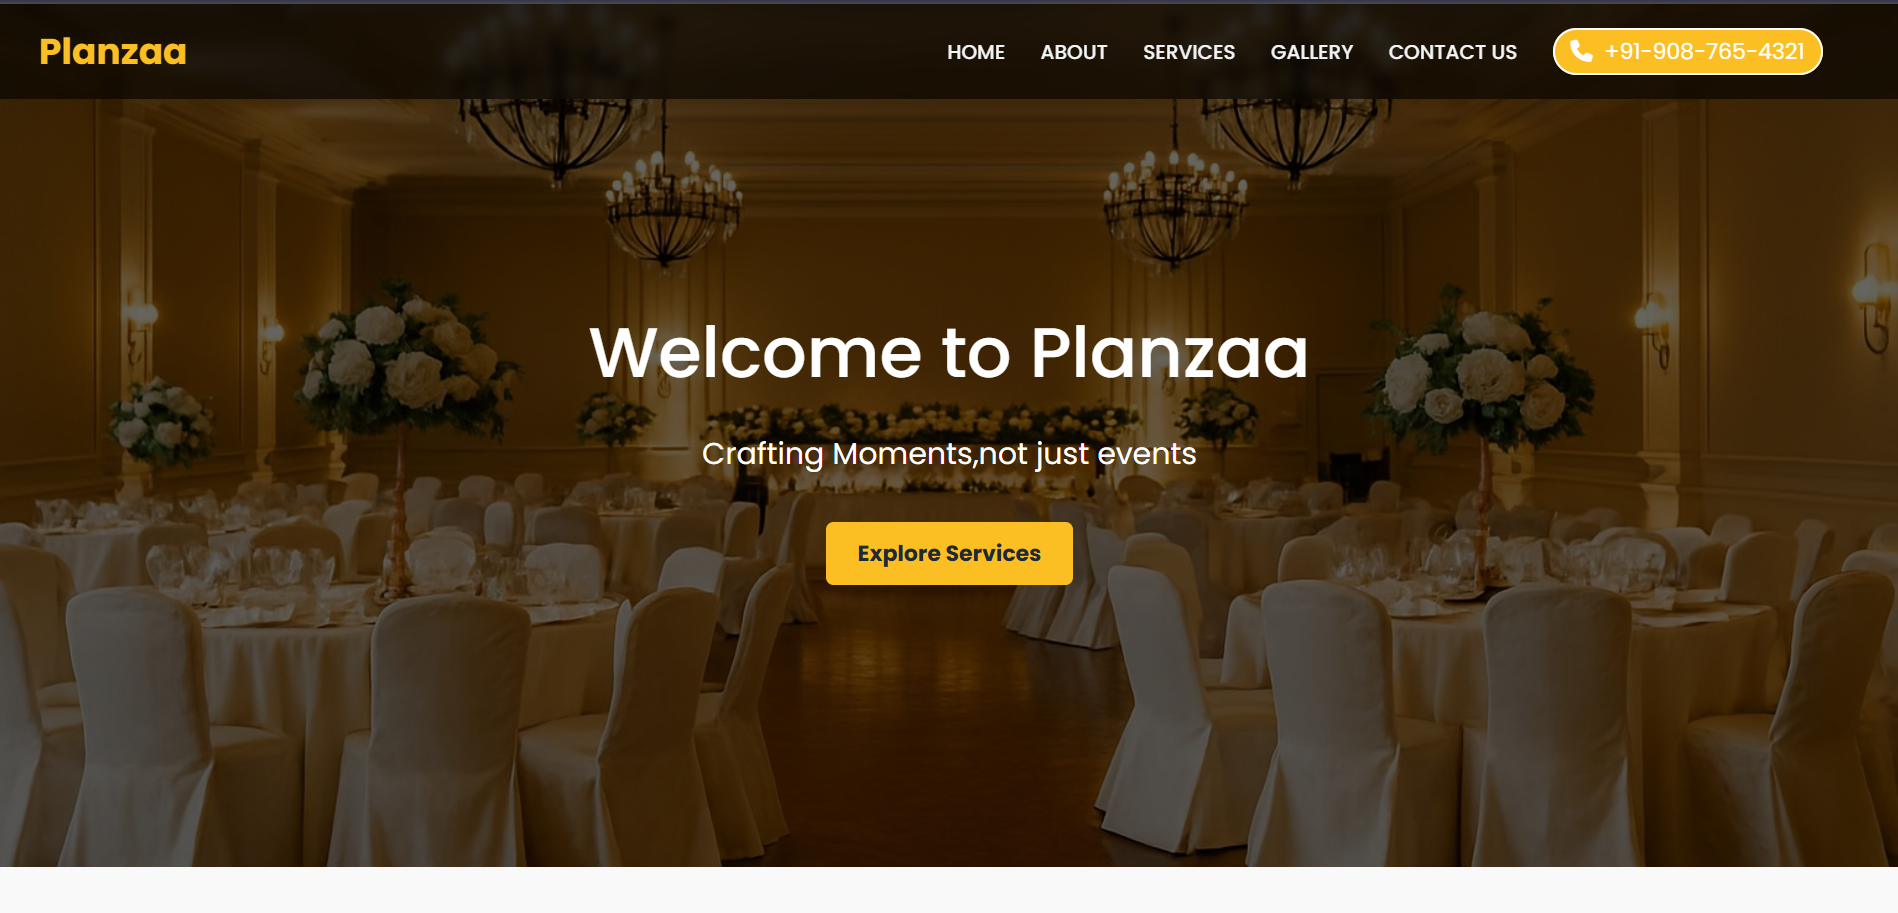 Planzaa
HOME ABOUT SERVICES GALLERY CONTACT US +91-908-765-4321
Welcome to Planzaa
Crafting Moments,not just events
Explore Services